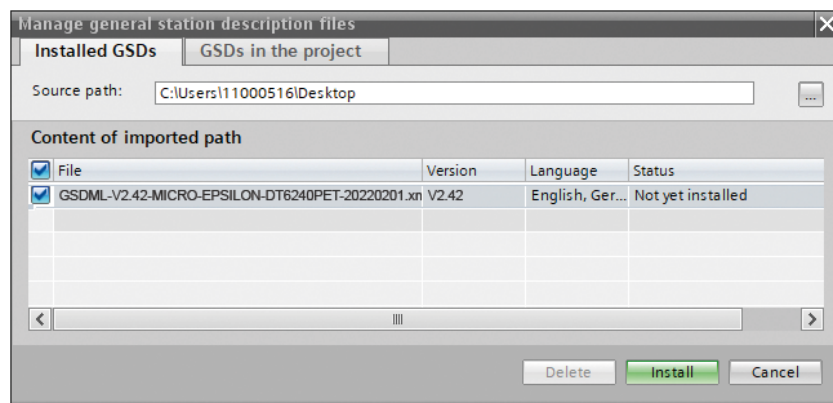 Manage general station description files
Installed GSDs GSDs in the project
Source path: C:\Users\11000516\Desktop ...
Content of imported path
File Version Language Status
GSDML-V2.42-MICRO-EPSILON-DT6240PET-20220201.xn V2.42 English, Ger... Not yet installed
Delete Install Cancel